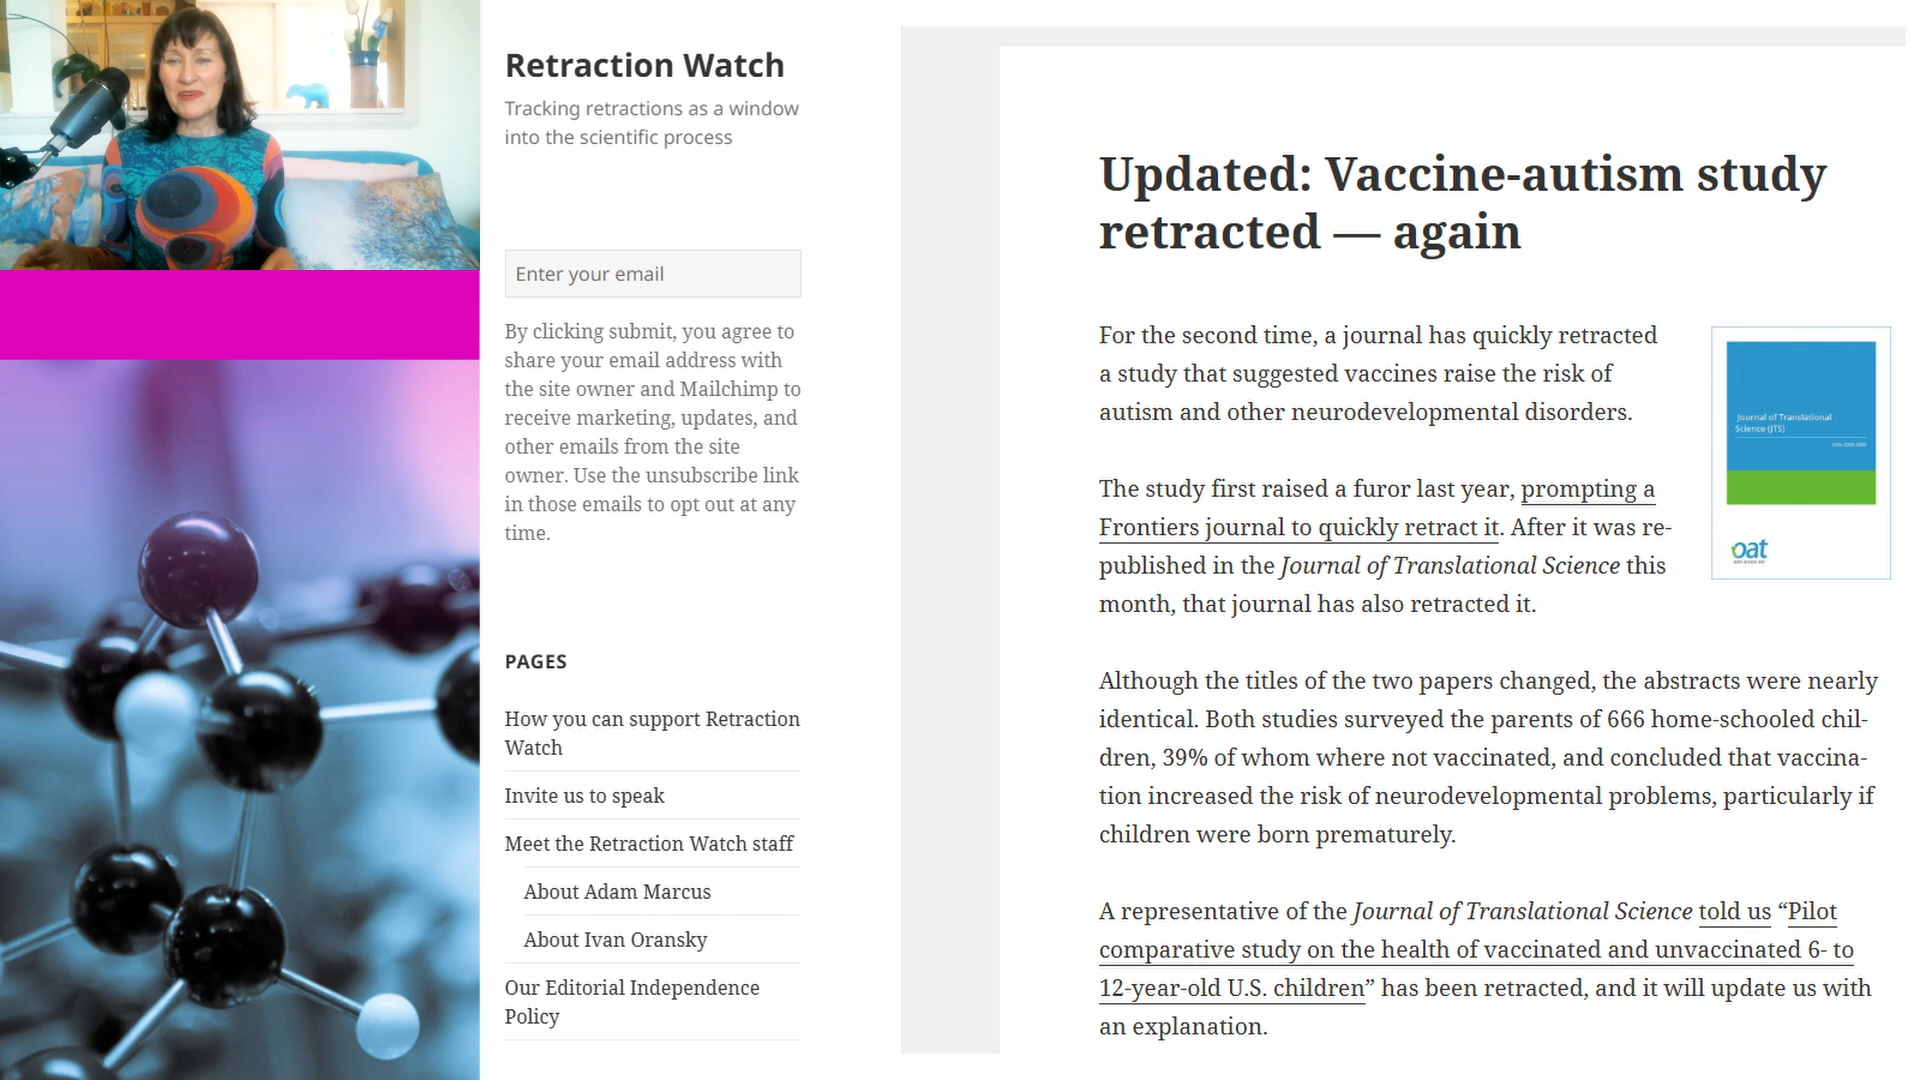 Retraction Watch
Tracking retractions as a window
into the scientific process
Enter your email
By clicking submit, you agree to
share your email address with
the site owner and Mailchimp to
receive marketing, updates, and
other emails from the site
owner. Use the unsubscribe link
in those emails to opt out at any
time.
PAGES
How you can support Retraction
Watch
Invite us to speak
Meet the Retraction Watch staff
About Adam Marcus
About Ivan Oransky
Our Editorial Independence
Policy
Updated: Vaccine-autism study
retracted — again
For the second time, a journal has quickly retracted
a study that suggested vaccines raise the risk of
autism and other neurodevelopmental disorders.
The study first raised a furor last year, prompting a
Frontiers journal to quickly retract it. After it was re-
published in the Journal of Translational Science this
month, that journal has also retracted it.
Journal of Translational
Science (JTS)
oat
Although the titles of the two papers changed, the abstracts were nearly
identical. Both studies surveyed the parents of 666 home-schooled chil-
dren, 39% of whom where not vaccinated, and concluded that vaccina-
tion increased the risk of neurodevelopmental problems, particularly if
children were born prematurely.
A representative of the Journal of Translational Science told us “Pilot
comparative study on the health of vaccinated and unvaccinated 6- to
12-year-old U.S. children” has been retracted, and it will update us with
an explanation.